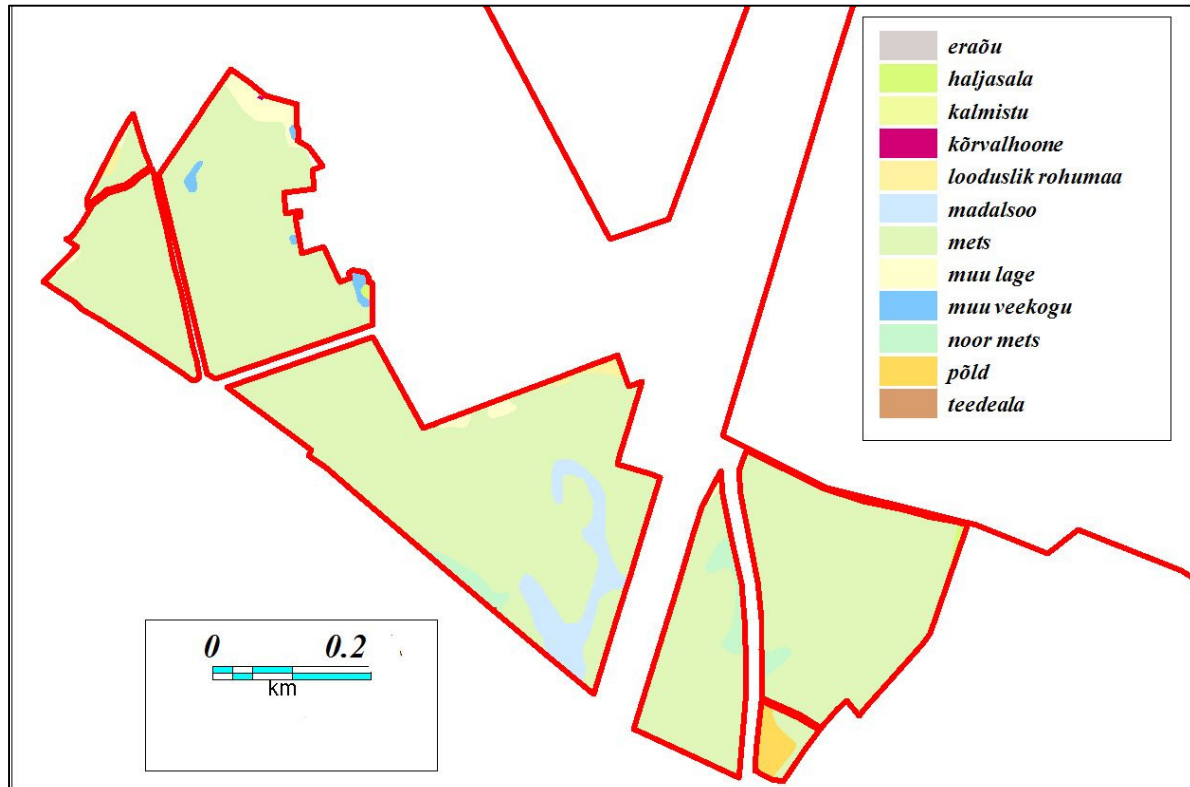 eraõu
haljasala
kalmistu
kõrvalhoone
looduslik rohumaa
madalsoo
mets
muu lage
muu veekogu
noor mets
põld
teedeala
0 0.2
km